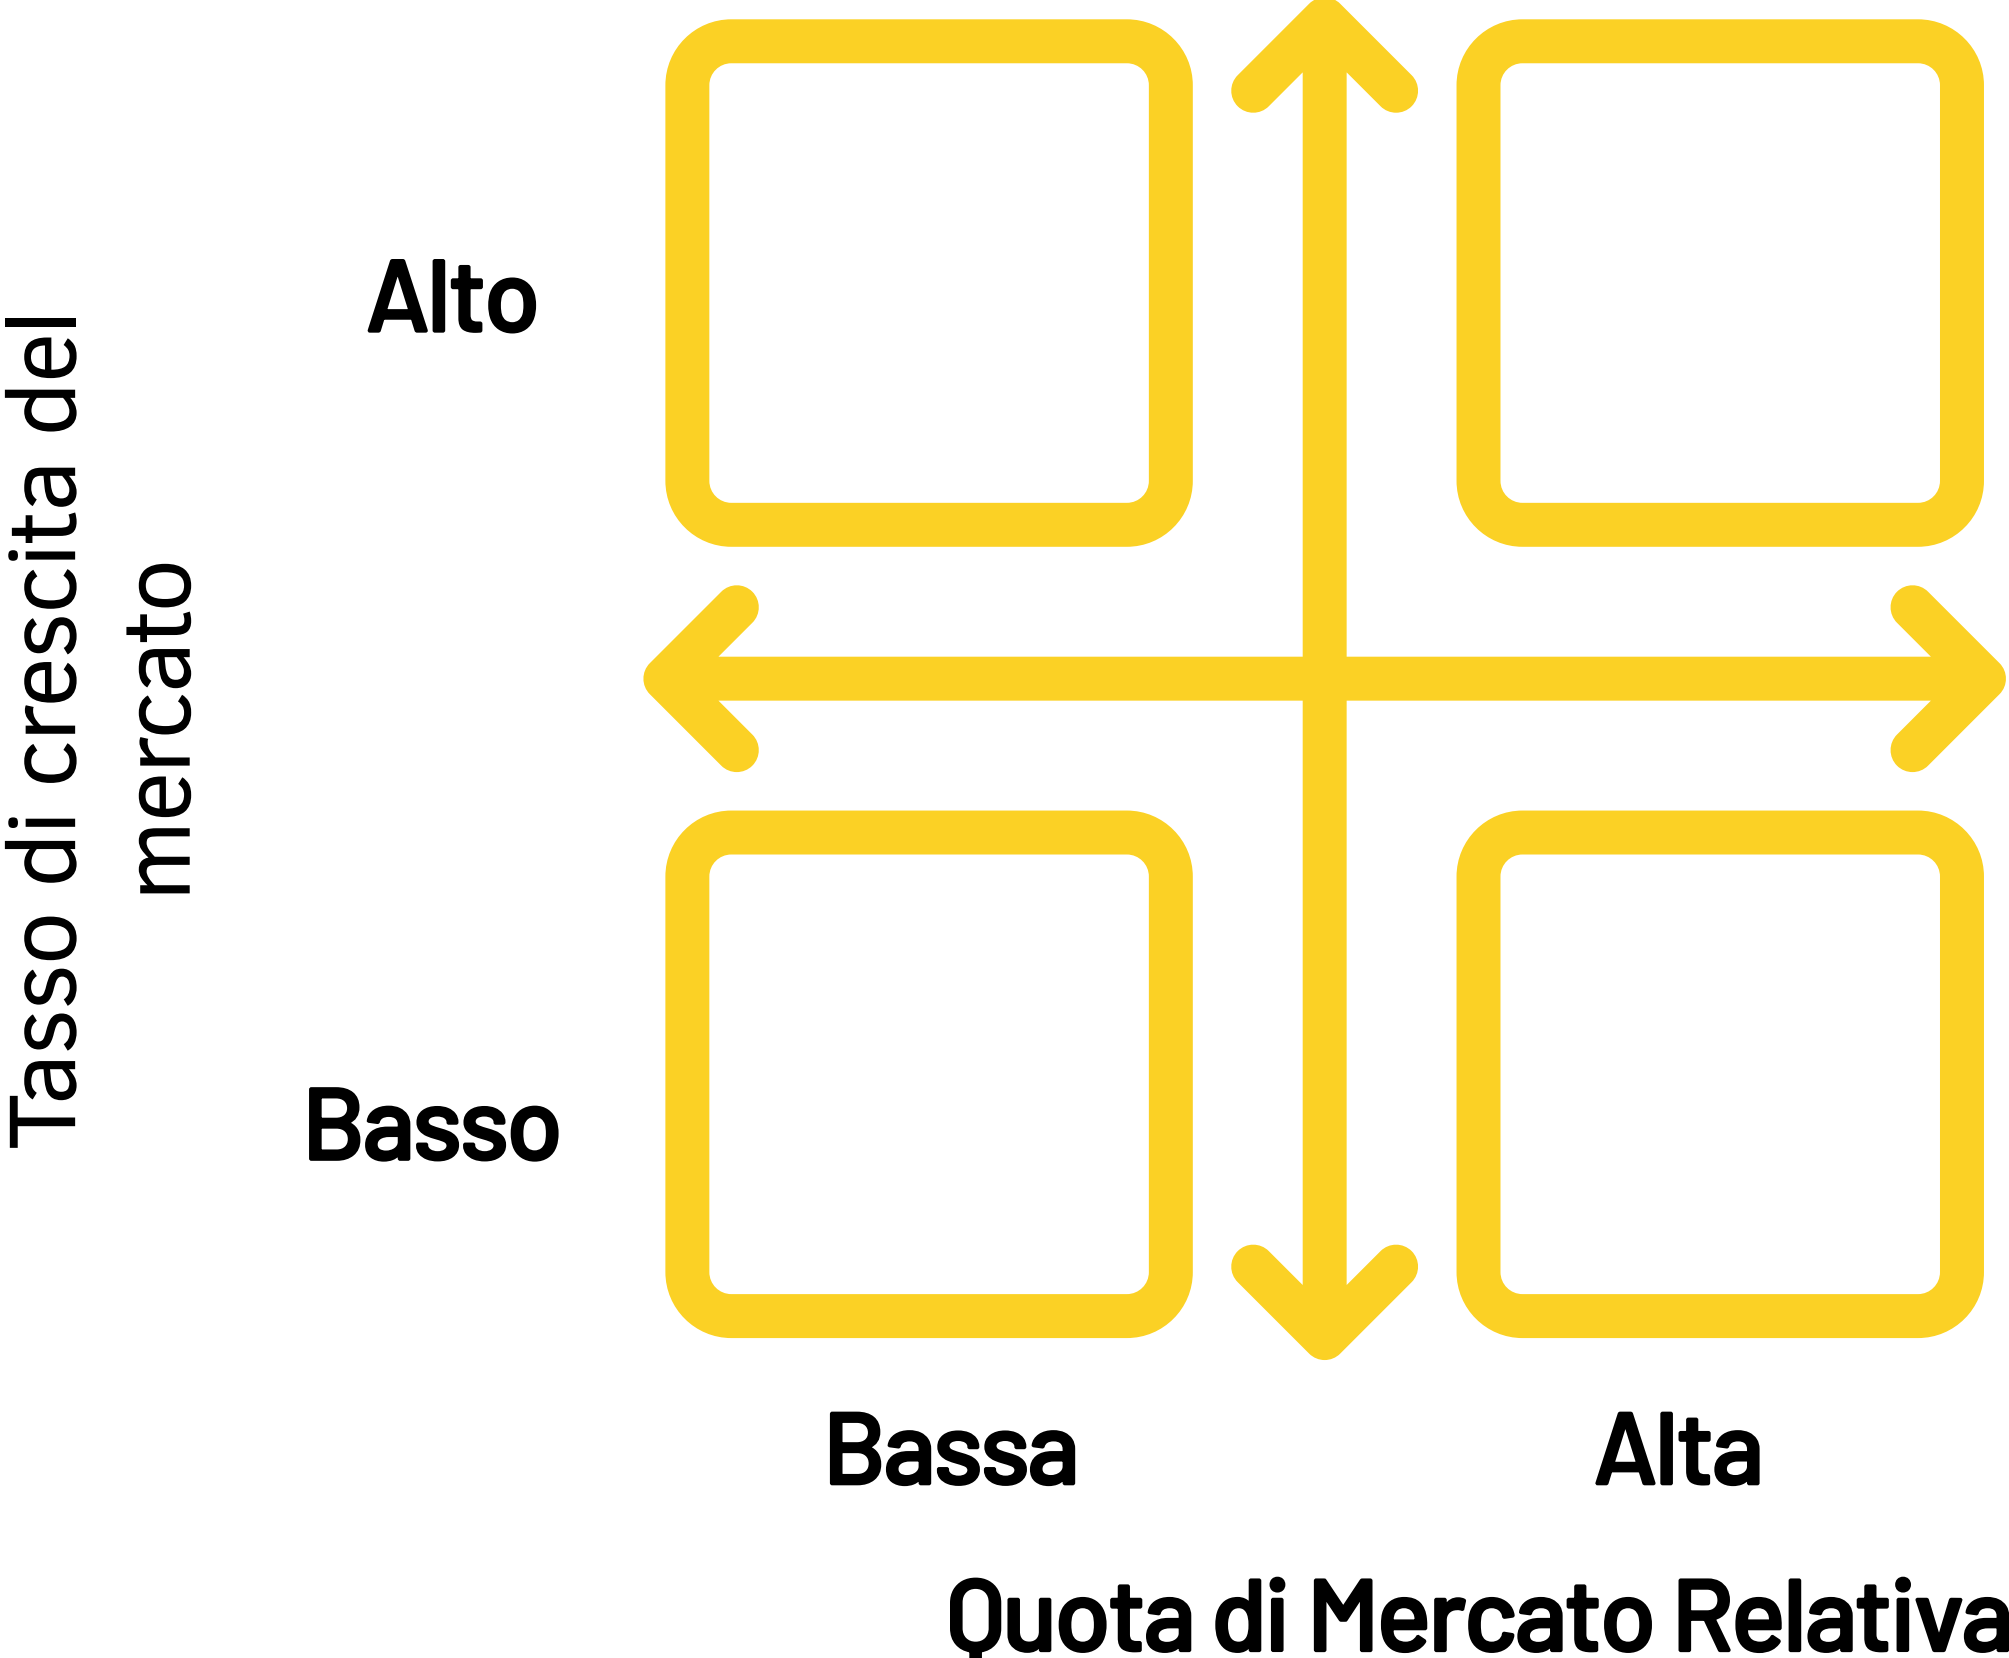 Tasso di crescita del
mercato
Alto
Basso
Bassa
Alta
Quota di Mercato Relativa